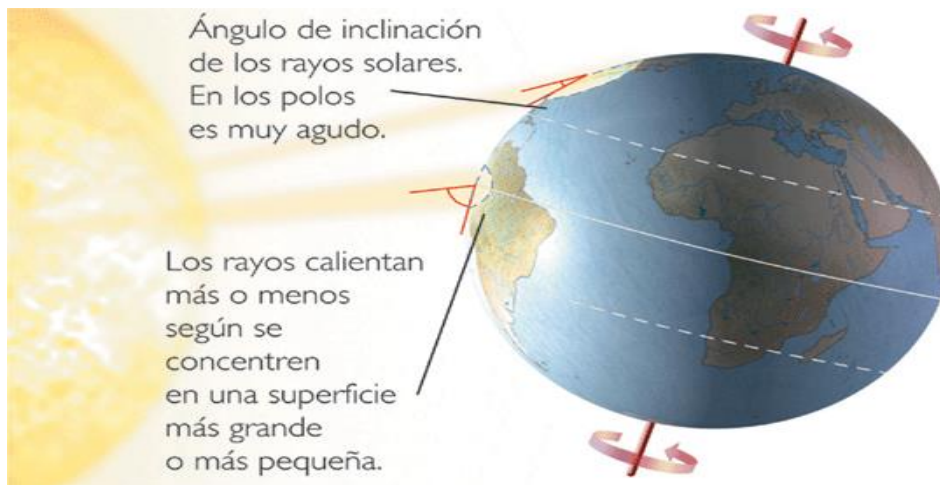 Ángulo de inclinación
de los rayos solares.
En los polos
es muy agudo.
Los rayos calientan
más o menos
según se
concentren
en una superficie
más grande
o más pequeña.